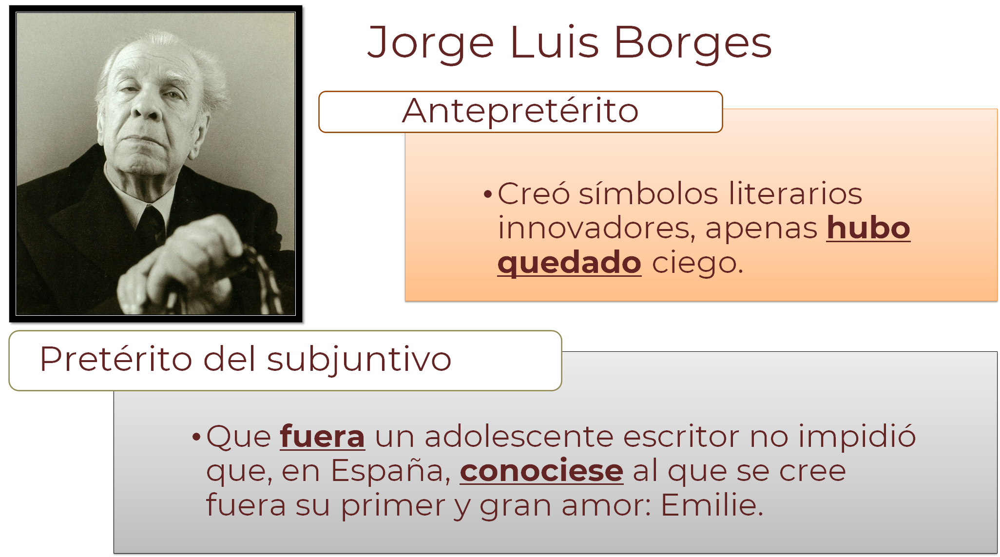 Jorge Luis Borges
Antepretérito
• Creó símbolos literarios
innovadores, apenas hubo
quedado ciego.
Pretérito del subjuntivo
• Que fuera un adolescente escritor no impidió
que, en España, conociese al que se cree
fuera su primer y gran amor: Emilie.